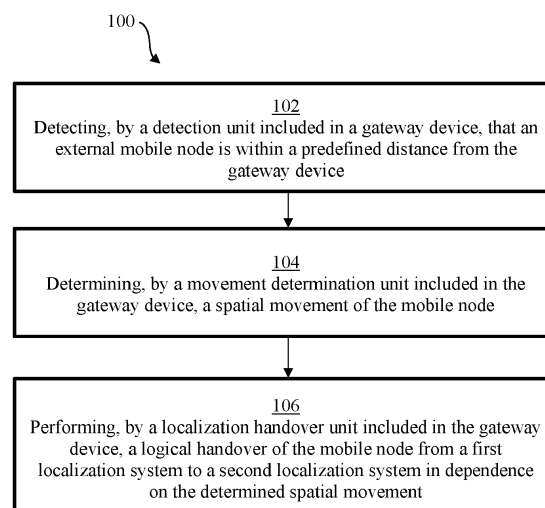 100
102
Detecting, by a detection unit included in a gateway device, that an
external mobile node is within a predefined distance from the
gateway device
104
Determining, by a movement determination unit included in the
gateway device, a spatial movement of the mobile node
106
Performing, by a localization handover unit included in the gateway
device, a logical handover of the mobile node from a first
localization system to a second localization system in dependence
on the determined spatial movement